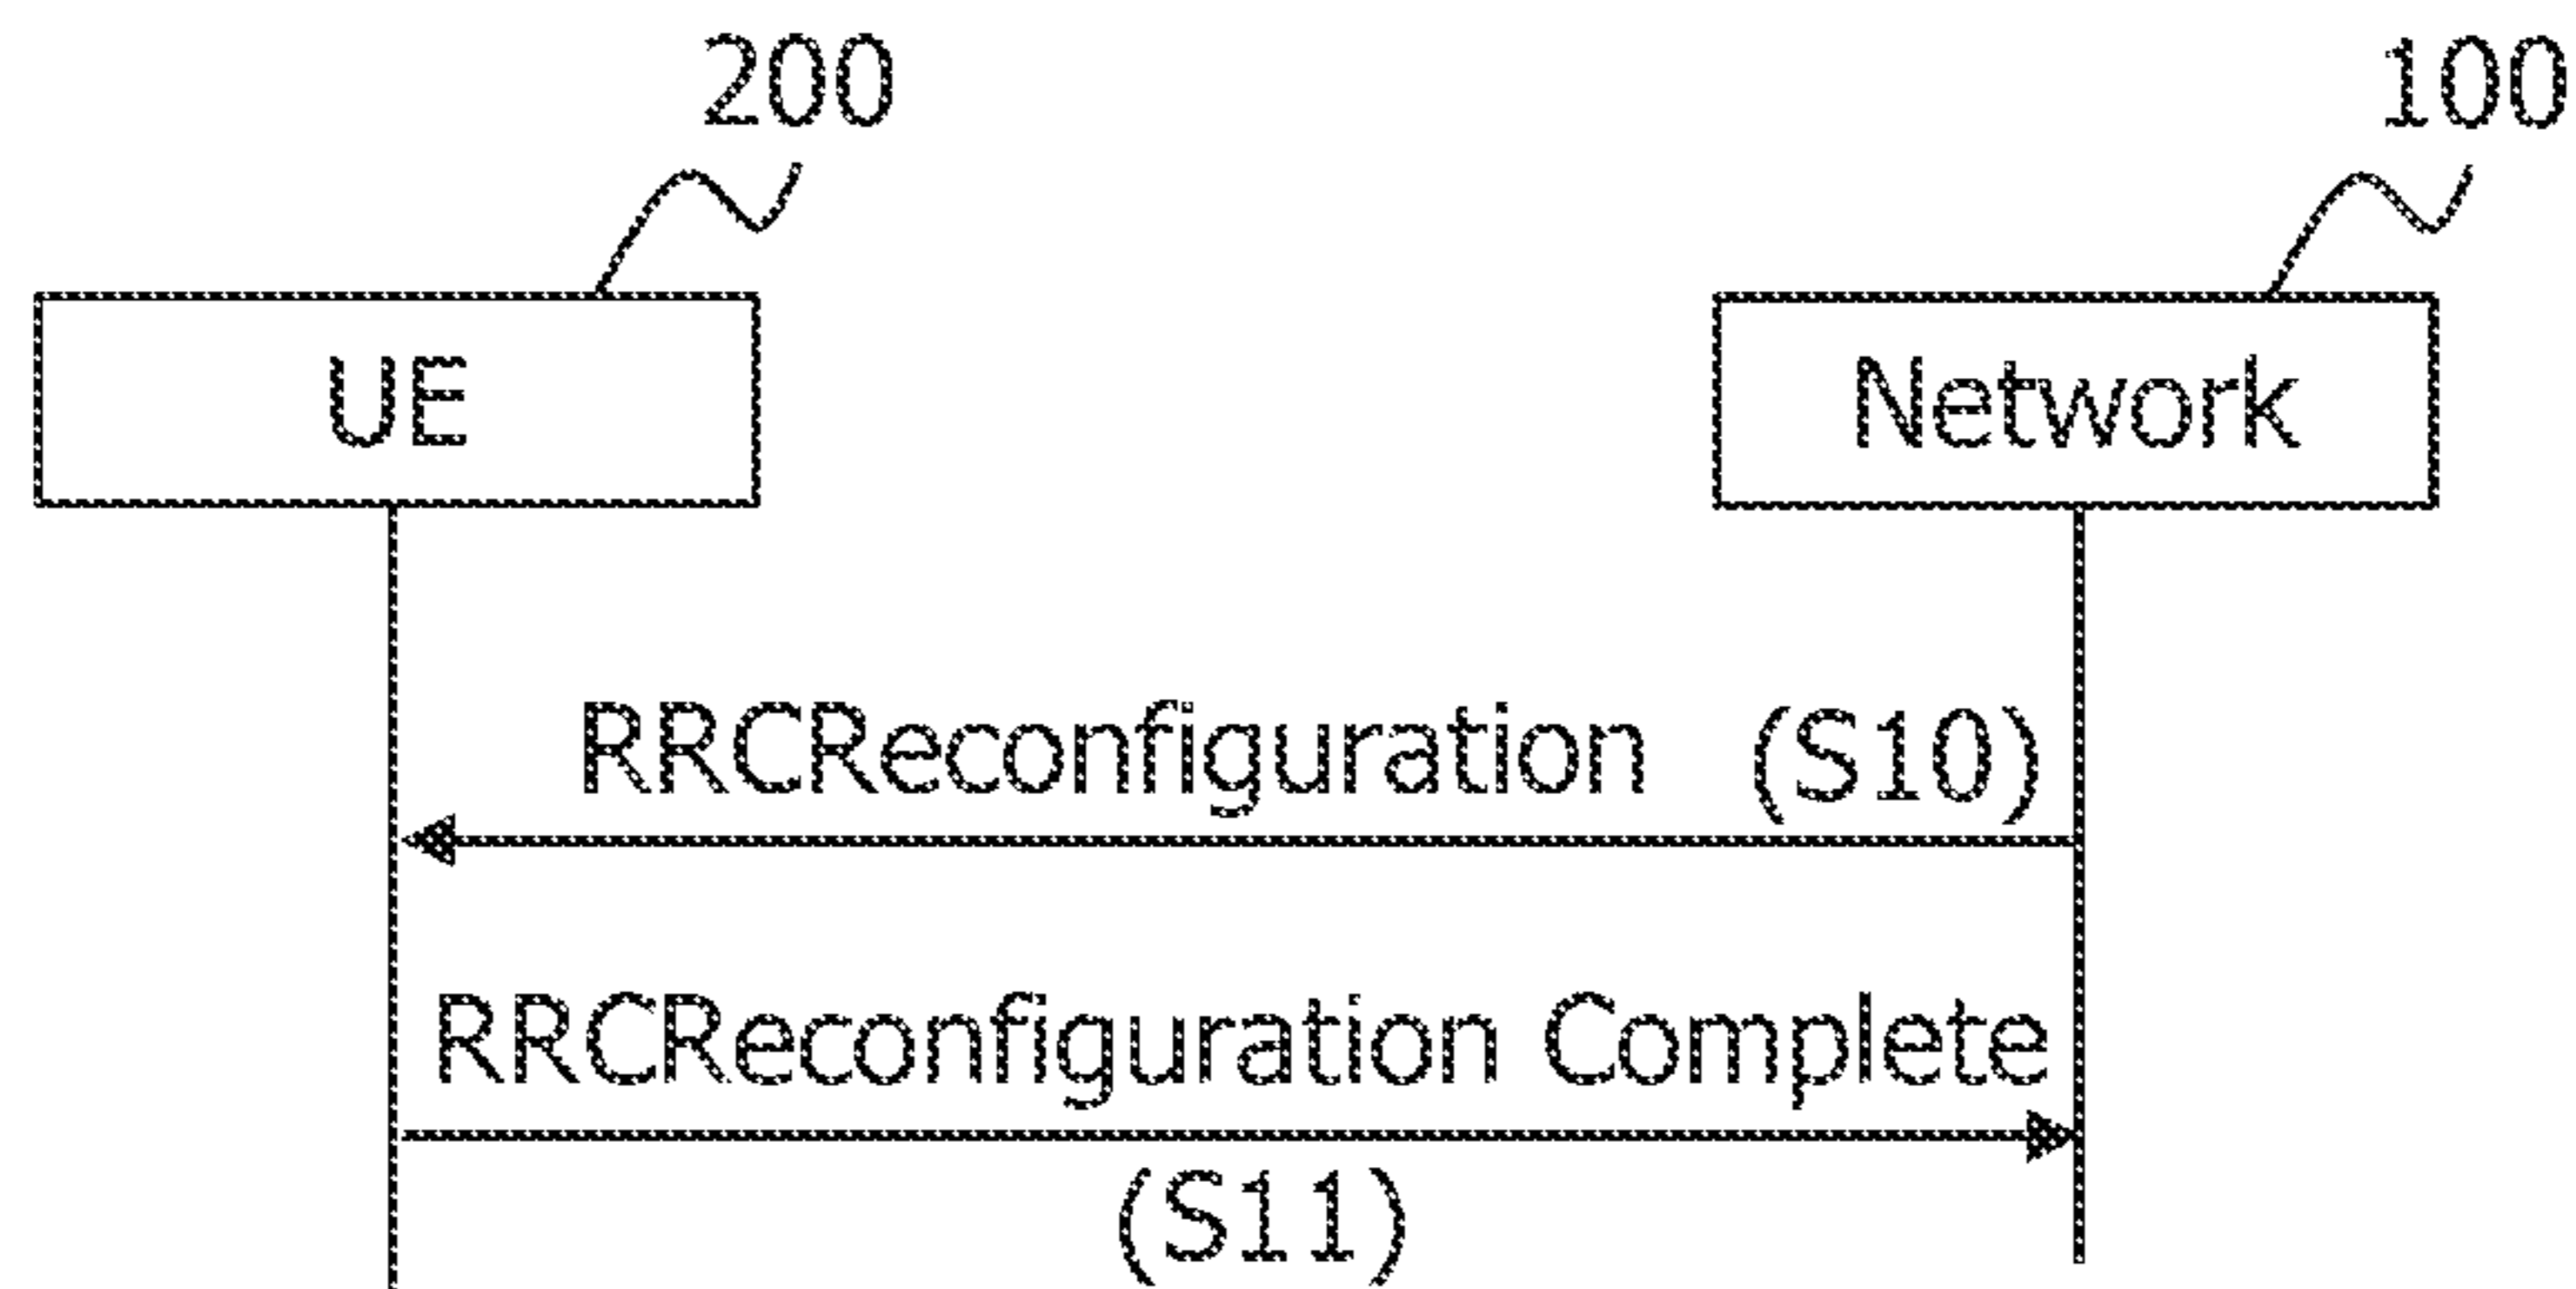 200
100
UE
Network
RRCReconfiguration (S10)
RRCReconfiguration Complete
(S11)